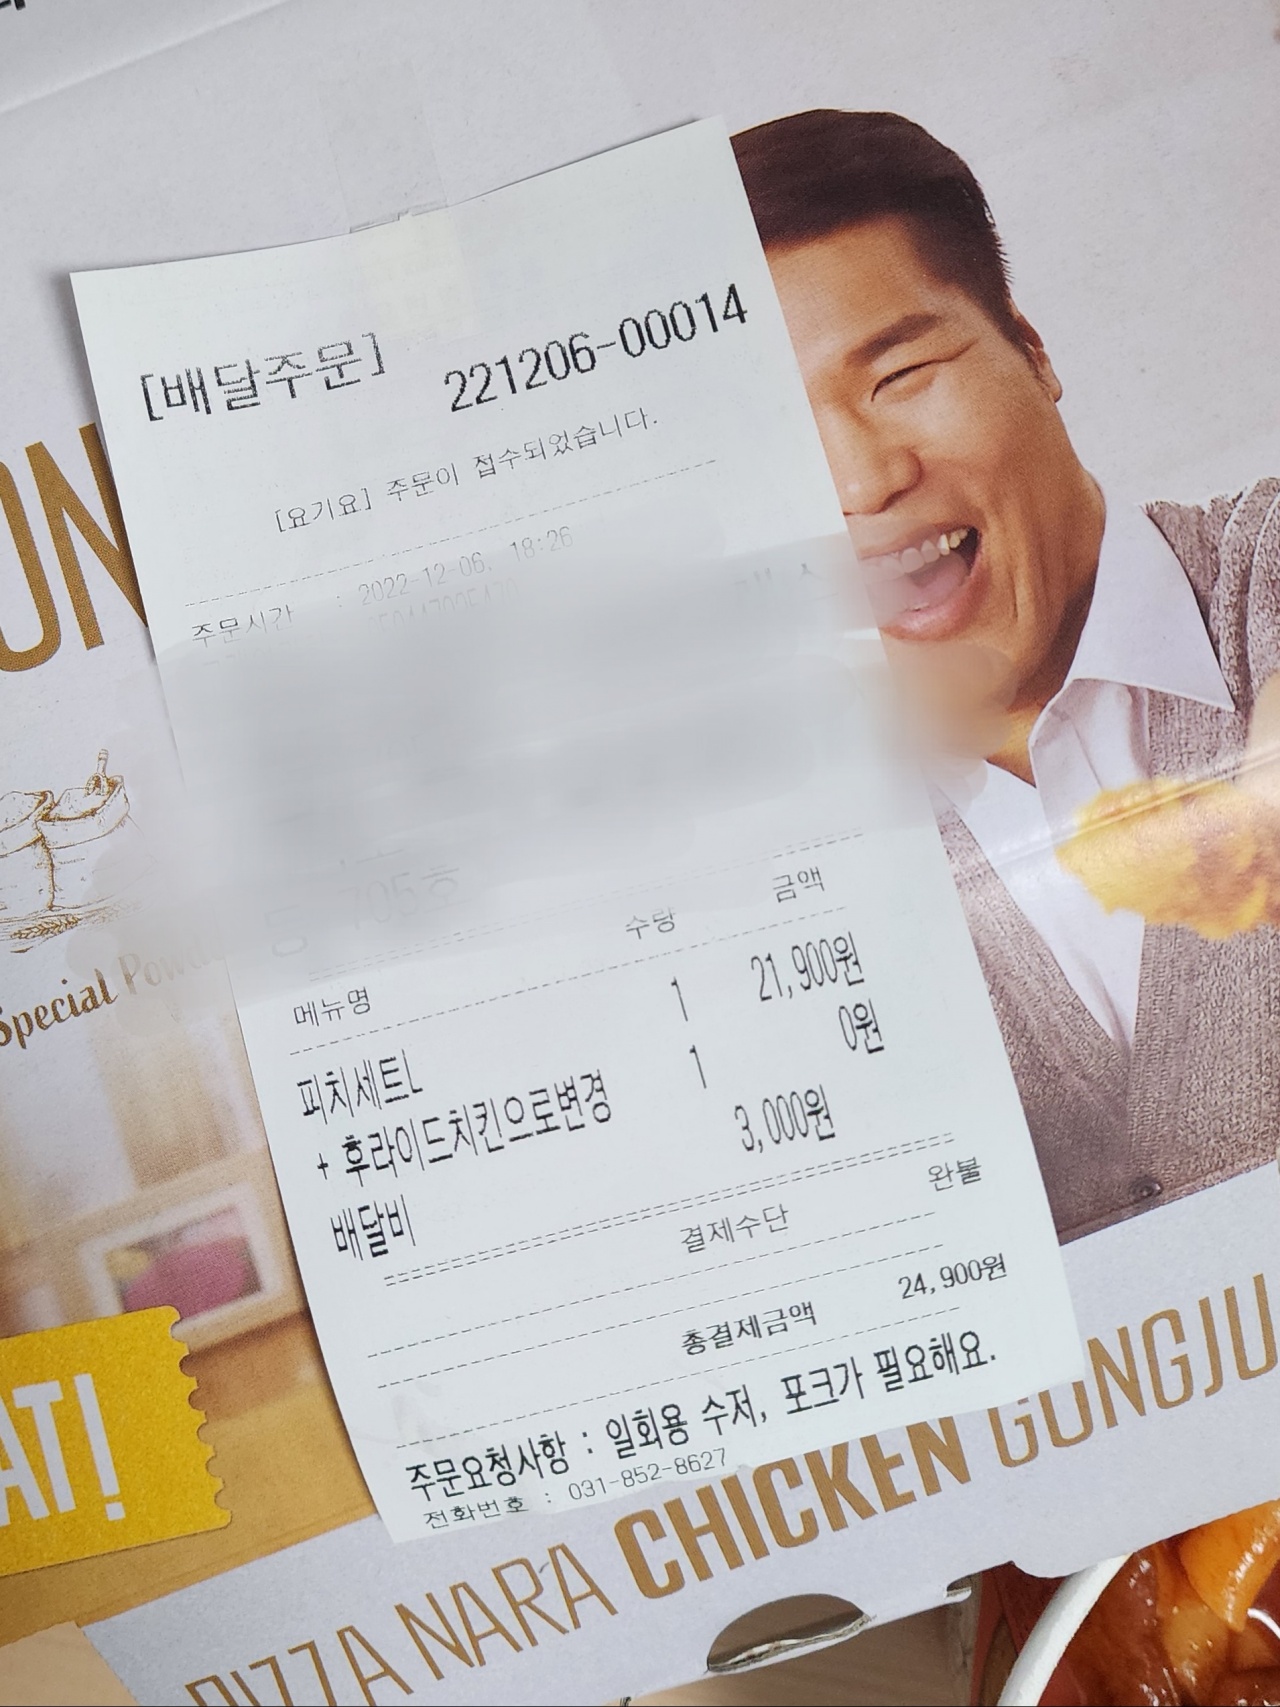 [배달주문] 221206-00014
[요기요] 주문이 접수되었습니다.
주문시간 : 2022-12-06, 18:26
705호
메뉴명 수량 금액
피치세트L 1 21,900원
+ 후라이드치킨으로변경 1 0원
배달비 3,000원
결제수단 완불
총결제금액 24,900원
주문요청사항 : 일회용 수저, 포크가 필요해요.
전화번호 : 031-852-8627
ON
Special
AT!
PIZZA NARA CHICKEN GONGJU